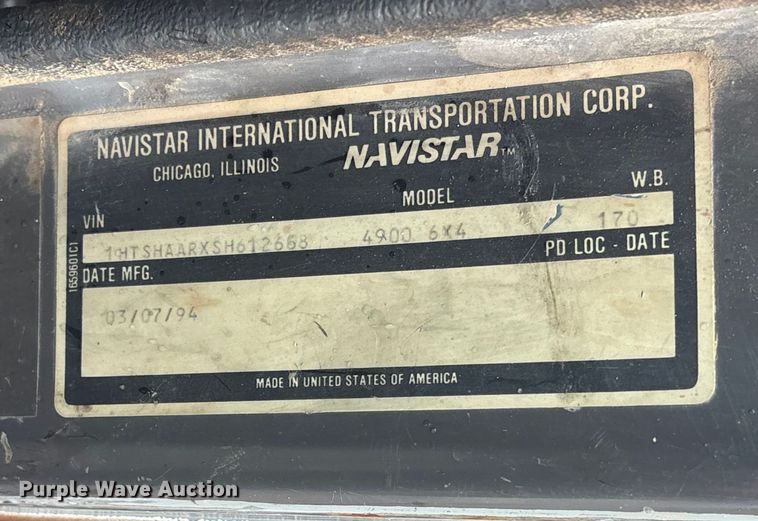 NAVISTAR INTERNATIONAL TRANSPORTATION CORP.
CHICAGO, ILLINOIS NAVISTAR™
VIN MODEL W.B.
1HTSHAARXSH612668 4900 6X4 170
DATE MFG. PD LOC - DATE
03/07/94
1659601C1
MADE IN UNITED STATES OF AMERICA
Purple Wave Auction